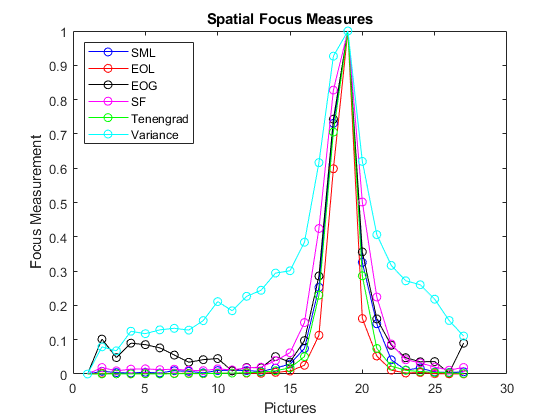 Spatial Focus Measures
1
0.9
0.8
0.7
0.6
0.5
0.4
0.3
0.2
0.1
0
Focus Measurement
SML
EOL
EOG
SF
Tenengrad
Variance
0 5 10 15 20 25 30
Pictures